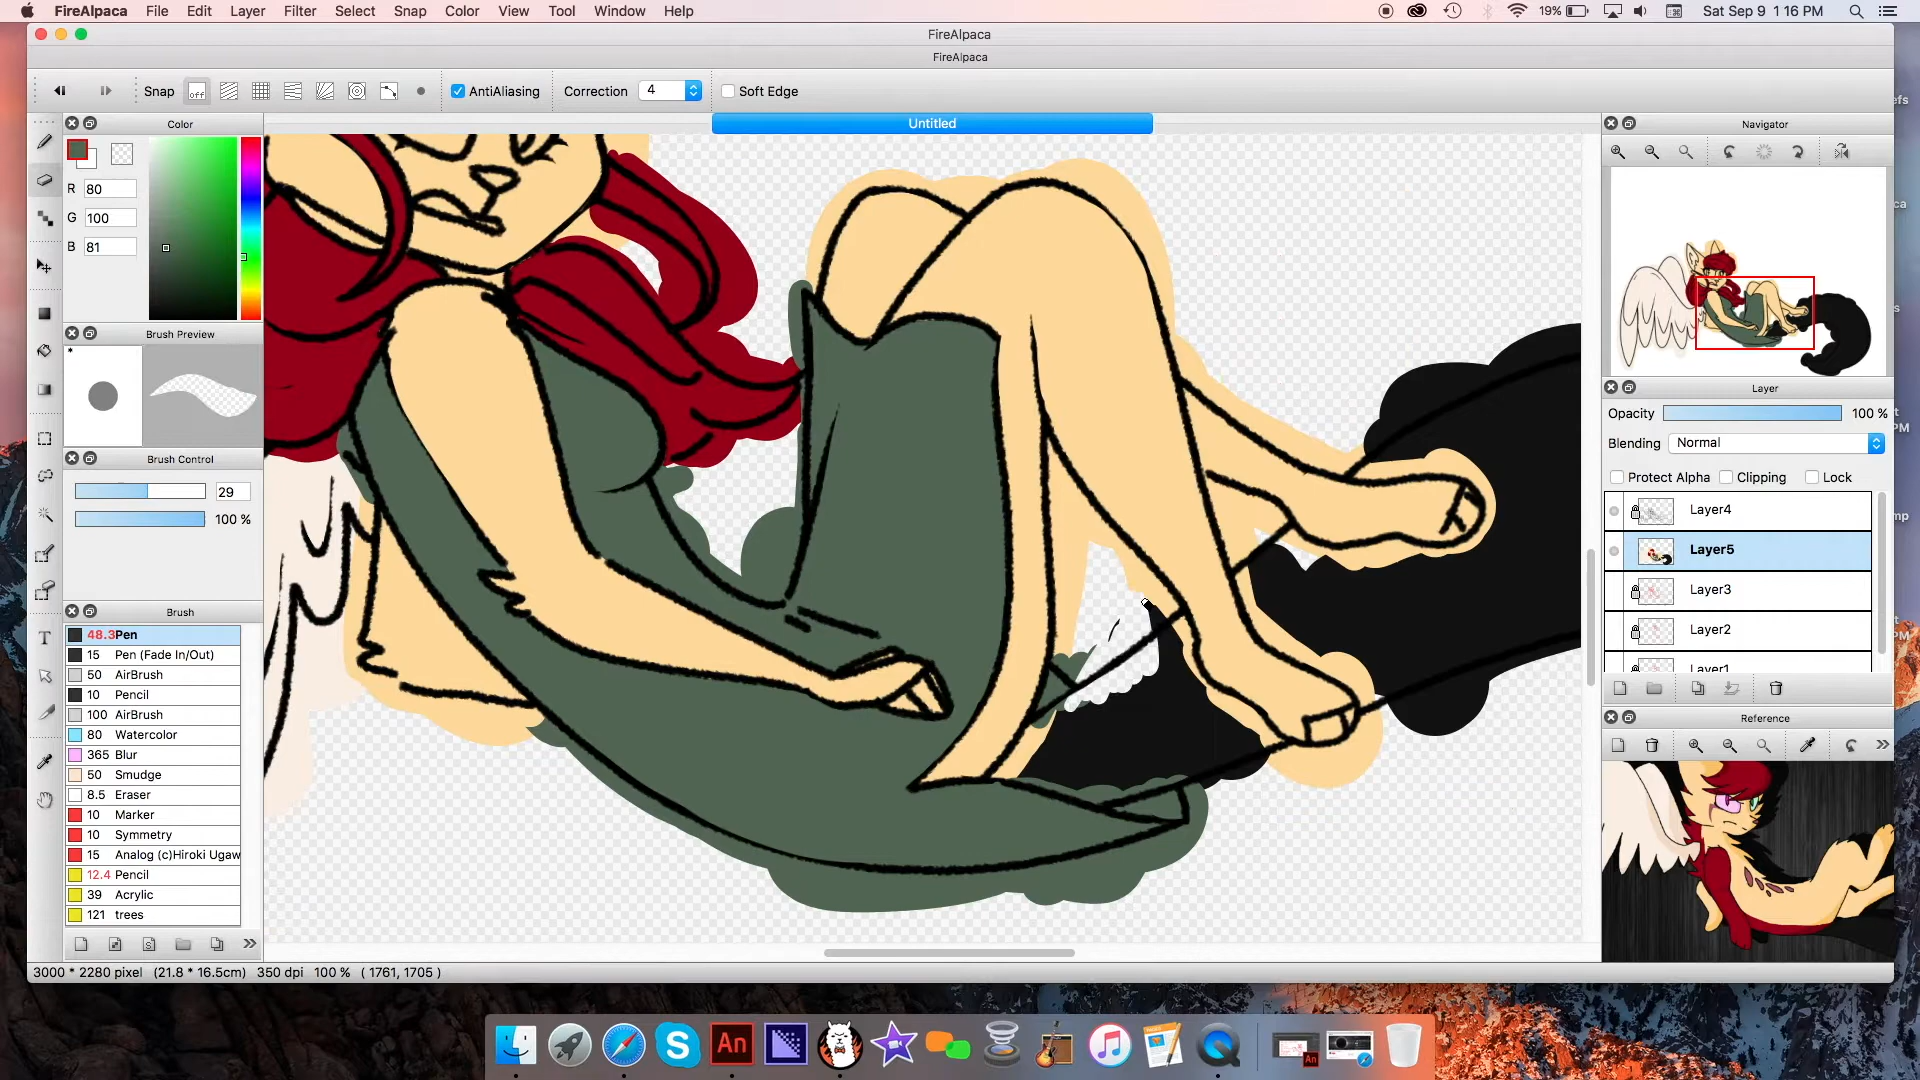 FireAlpaca File Edit Layer Filter Select Snap Color View Tool Window Help
19% Sat Sep 9 1:16 PM
FireAlpaca
FireAlpaca
Snap off AntiAliasing Correction 4 Soft Edge
Untitled
Color
R 80
G 100
B 81
Brush Preview
*
Brush Control
29
100 %
Brush
48.3 Pen
15 Pen (Fade In/Out)
50 AirBrush
10 Pencil
100 AirBrush
80 Watercolor
365 Blur
50 Smudge
8.5 Eraser
10 Marker
10 Symmetry
15 Analog (c)Hiroki Ugaw
12.4 Pencil
39 Acrylic
121 trees
Navigator
Layer
Opacity 100 %
Blending Normal
Protect Alpha Clipping Lock
Layer4
Layer5
Layer3
Layer2
Layer1
Reference
3000 * 2280 pixel (21.8 * 16.5cm) 350 dpi 100 % ( 1761, 1705 )
An